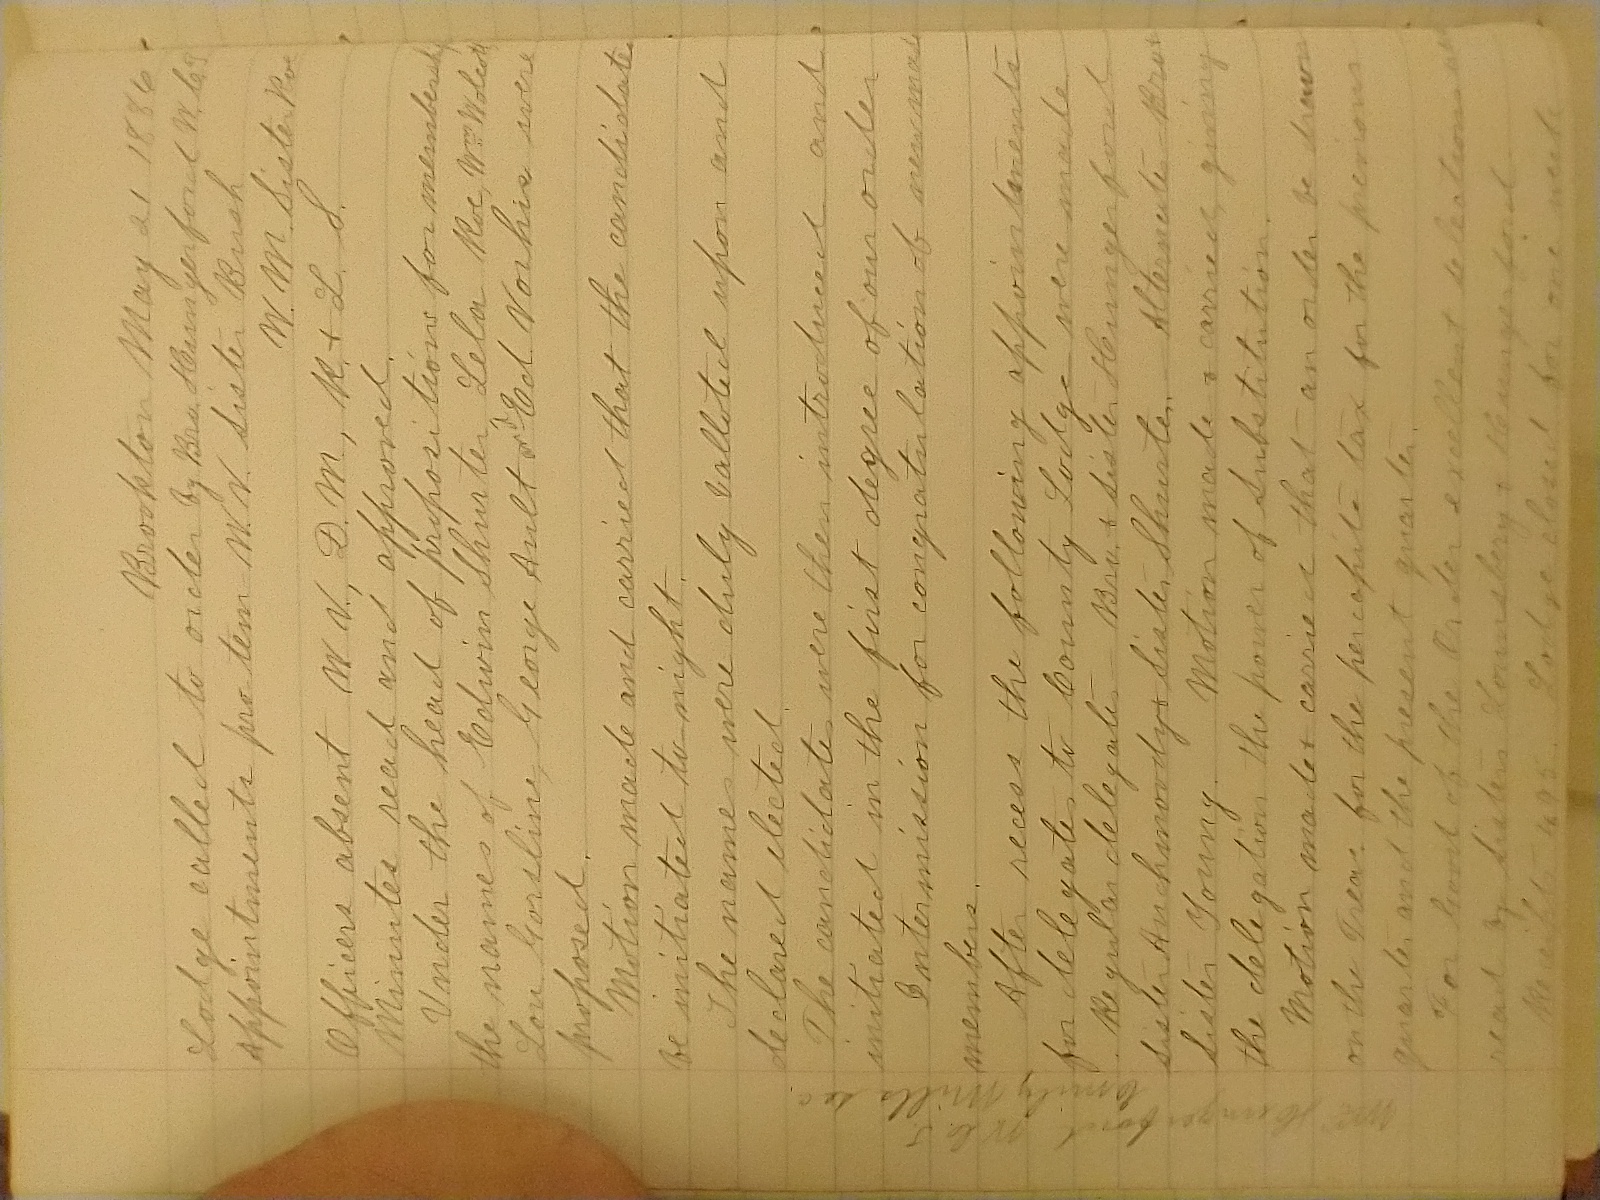 Brookton May 21 1886.
Lodge called to order by Bro. Hungerford W.C.T.
Appointments pro tem W.V. Sister Bush
W.M. Sister Roe
Officers absent W V., D.M., R. + L. S.
Minutes read and approved.
Under the head of propositions for membership
the names of Edwin Shurter, Lela Roe, Wm Wolcott
Lou Gorsline, George Ault and Ed. Vorhis were
proposed.
Motion made and carried that the candidates
be initiated to night.
The names were duly balloted upon and
declared elected.
The candidates were then introduced and
initiated in the first degree of our order
Intermission for congratulation of new made
members.
After recess the following appointments
for delegates to County Lodge were made
Regular delegates - Bro. + Sister Hungerford
Sister Auchmoody + Sister Shurter. - Alternates - Bro +
Sister Young. Motion made & carried, giving
the delegation the power of Substitution.
Motion made + carried that an order be drawn
on the Treas. for the percapita tax for the previous
quarter and the present quarter.
For Good of the Order excellent selections
read by Sisters Lounsbery + Hungerford
Receipts 4.95. Lodge closed for one week
Hungerford W.C.T.
Emily Mills Sec.